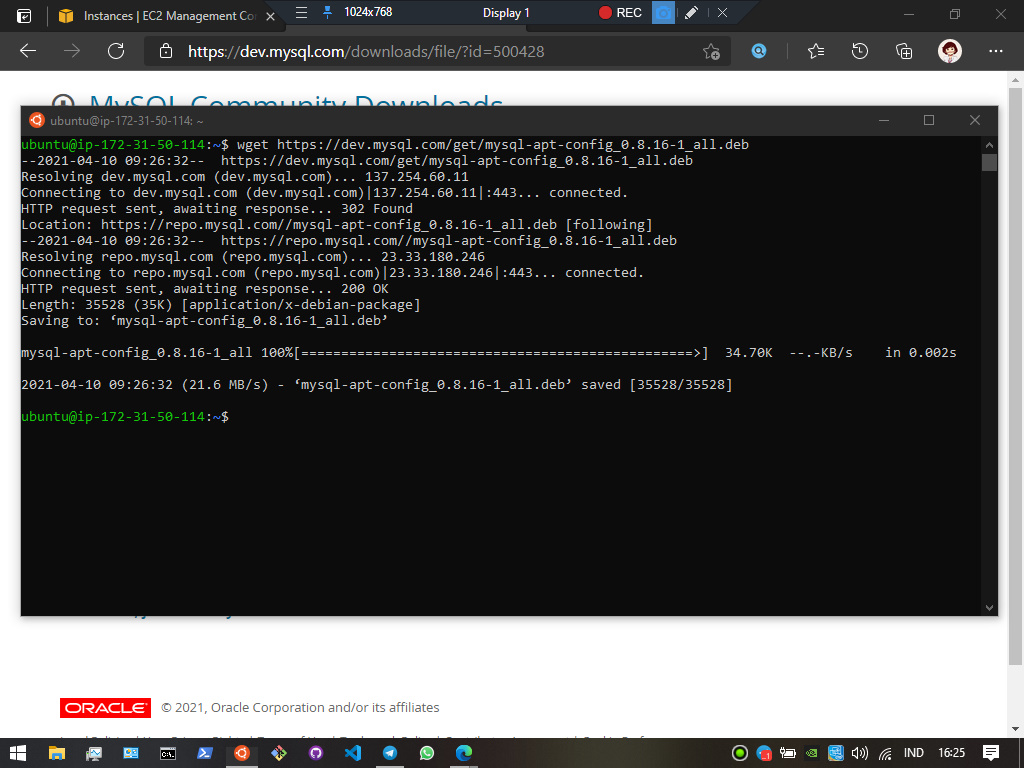 Instances | EC2 Management Co
1024x768
Display 1
REC
https://dev.mysql.com/downloads/file/?id=500428
MySQL Community Downloads
ubuntu@ip-172-31-50-114: ~
ubuntu@ip-172-31-50-114:~$ wget https://dev.mysql.com/get/mysql-apt-config_0.8.16-1_all.deb
--2021-04-10 09:26:32--  https://dev.mysql.com/get/mysql-apt-config_0.8.16-1_all.deb
Resolving dev.mysql.com (dev.mysql.com)... 137.254.60.11
Connecting to dev.mysql.com (dev.mysql.com)|137.254.60.11|:443... connected.
HTTP request sent, awaiting response... 302 Found
Location: https://repo.mysql.com//mysql-apt-config_0.8.16-1_all.deb [following]
--2021-04-10 09:26:32--  https://repo.mysql.com//mysql-apt-config_0.8.16-1_all.deb
Resolving repo.mysql.com (repo.mysql.com)... 23.33.180.246
Connecting to repo.mysql.com (repo.mysql.com)|23.33.180.246|:443... connected.
HTTP request sent, awaiting response... 200 OK
Length: 35528 (35K) [application/x-debian-package]
Saving to: ‘mysql-apt-config_0.8.16-1_all.deb’
mysql-apt-config_0.8.16-1_all 100%[=================================================>]  34.70K  --.-KB/s    in 0.002s
2021-04-10 09:26:32 (21.6 MB/s) - ‘mysql-apt-config_0.8.16-1_all.deb’ saved [35528/35528]
ubuntu@ip-172-31-50-114:~$
ORACLE © 2021, Oracle Corporation and/or its affiliates
IND 16:25